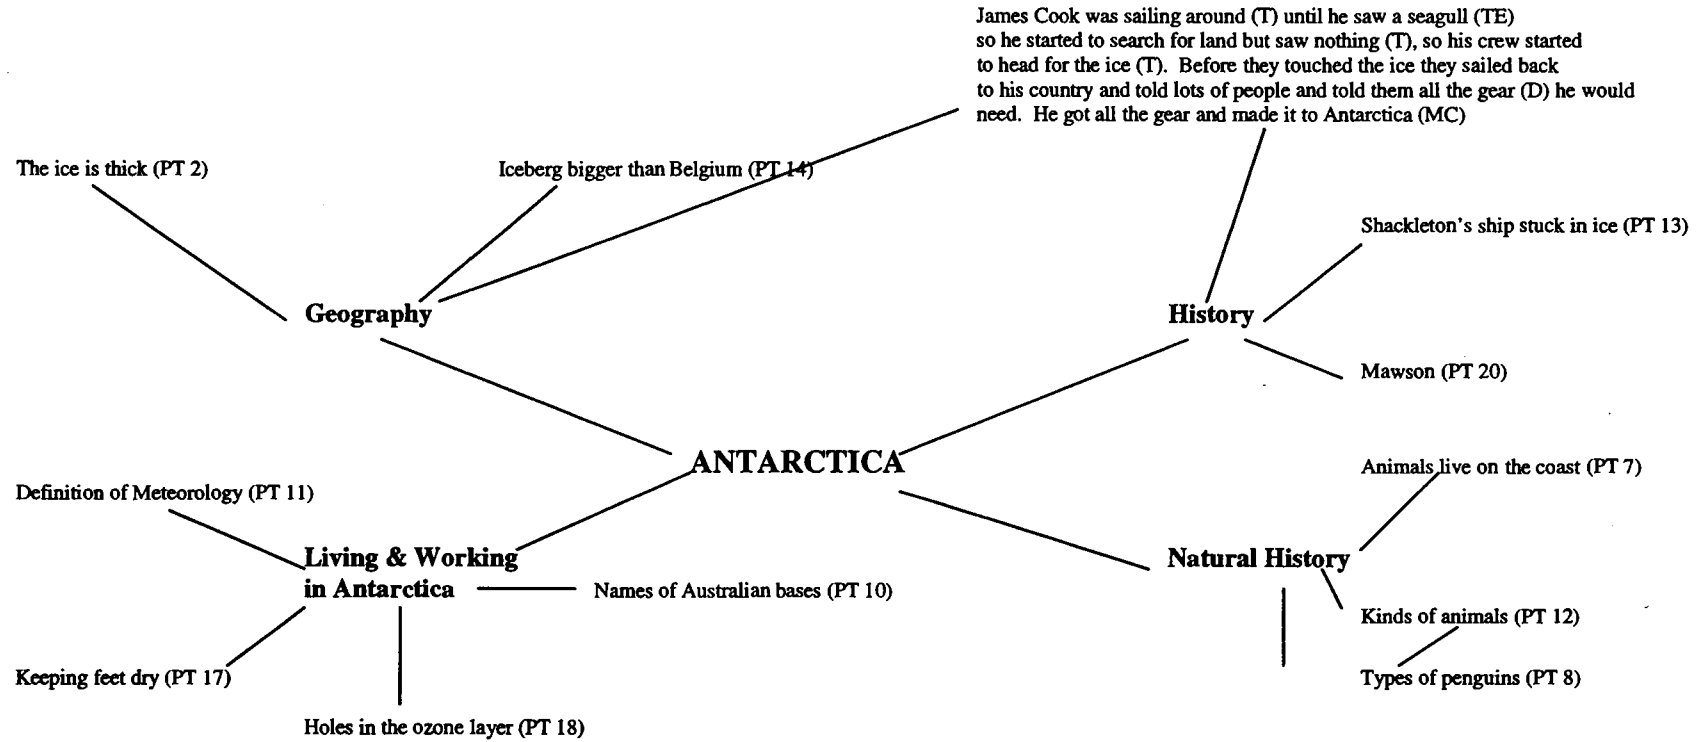 James Cook was sailing around (T) until he saw a seagull (TE)
so he started to search for land but saw nothing (T), so his crew started
to head for the ice (T). Before they touched the ice they sailed back
to his country and told lots of people and told them all the gear (D) he would
need. He got all the gear and made it to Antarctica (MC)
The ice is thick (PT 2)
Iceberg bigger than Belgium (PT 14)
Shackleton's ship stuck in ice (PT 13)
Geography
History
Mawson (PT 20)
ANTARCTICA
Animals live on the coast (PT 7)
Definition of Meteorology (PT 11)
Living & Working
in Antarctica
Natural History
Names of Australian bases (PT 10)
Kinds of animals (PT 12)
Keeping feet dry (PT 17)
Types of penguins (PT 8)
Holes in the ozone layer (PT 18)